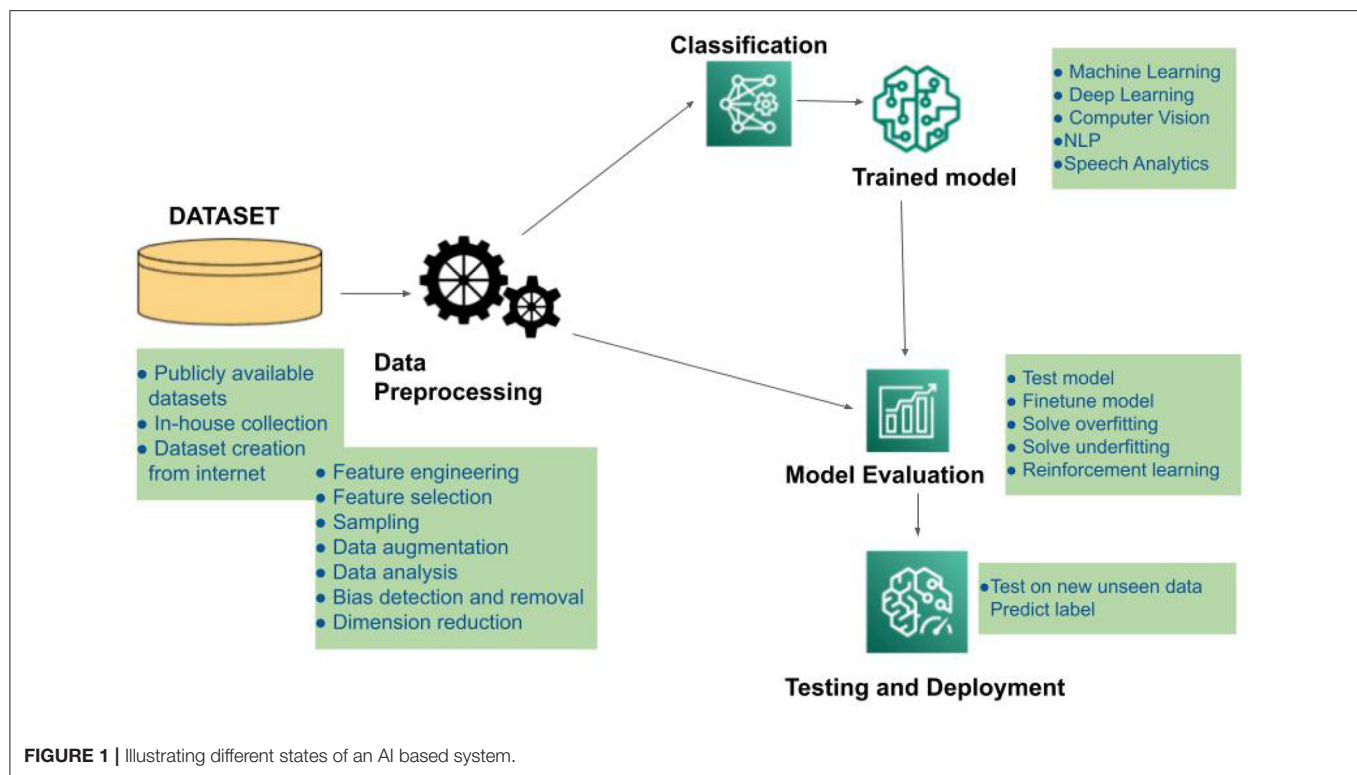 Classification
● Machine Learning
● Deep Learning
● Computer Vision
●NLP
●Speech Analytics
Trained model
DATASET
● Publicly available
datasets
● In-house collection
● Dataset creation
from internet
Data
Preprocessing
● Feature engineering
● Feature selection
● Sampling
● Data augmentation
● Data analysis
● Bias detection and removal
● Dimension reduction
● Test model
● Finetune model
● Solve overfitting
● Solve underfitting
● Reinforcement learning
Model Evaluation
●Test on new unseen data
Predict label
Testing and Deployment
FIGURE 1 | Illustrating different states of an AI based system.